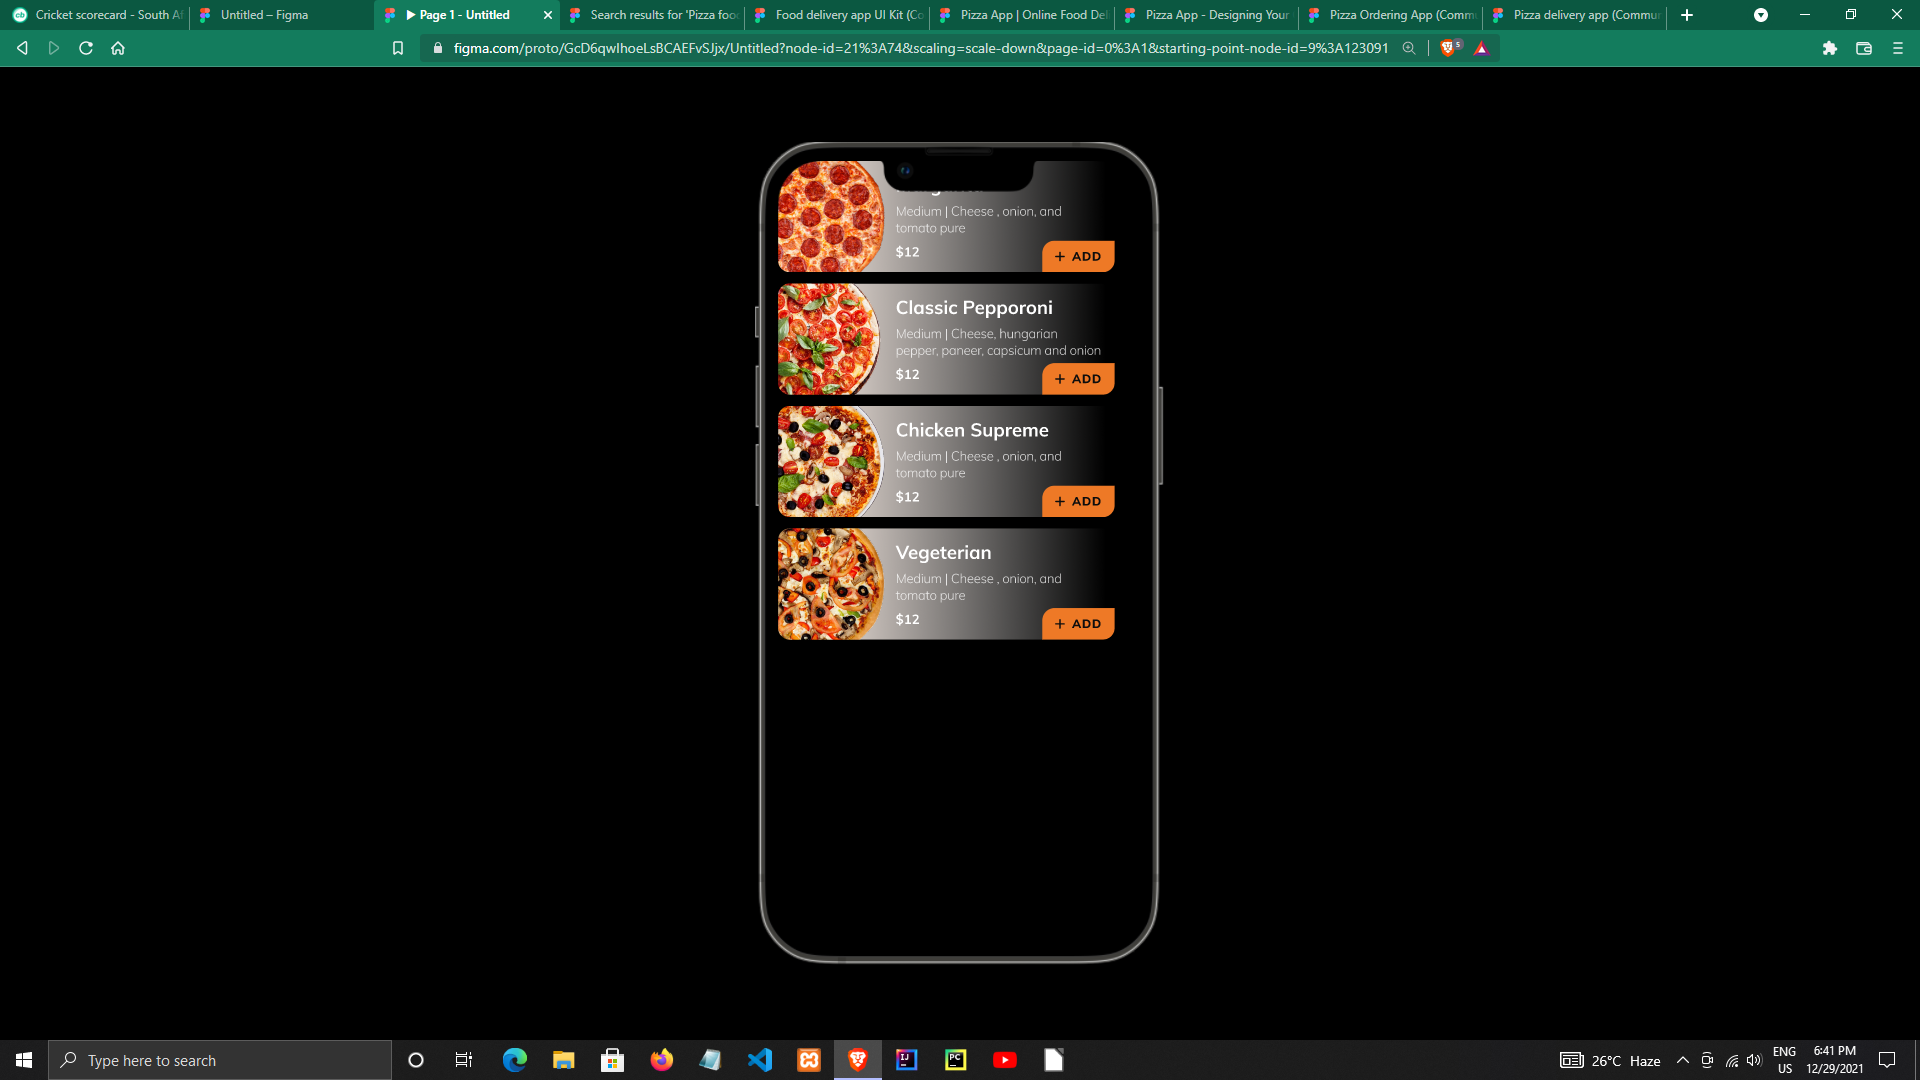 Cricket scorecard - South Af
Untitled – Figma
Page 1 - Untitled
Search results for 'Pizza foo
Food delivery app UI Kit (Co
Pizza App | Online Food Del
Pizza App - Designing Your
Pizza Ordering App (Comm
Pizza delivery app (Commun
figma.com/proto/GcD6qwIhoeLsBCAEFvSJjx/Untitled?node-id=21%3A74&scaling=scale-down&page-id=0%3A1&starting-point-node-id=9%3A123091
5
Medium | Cheese , onion, and
tomato pure
$12
+ ADD
Classic Pepporoni
Medium | Cheese, hungarian
pepper, paneer, capsicum and onion
$12
+ ADD
Chicken Supreme
Medium | Cheese , onion, and
tomato pure
$12
+ ADD
Vegeterian
Medium | Cheese , onion, and
tomato pure
$12
+ ADD
Type here to search
26°C Haze
ENG
US
6:41 PM
12/29/2021